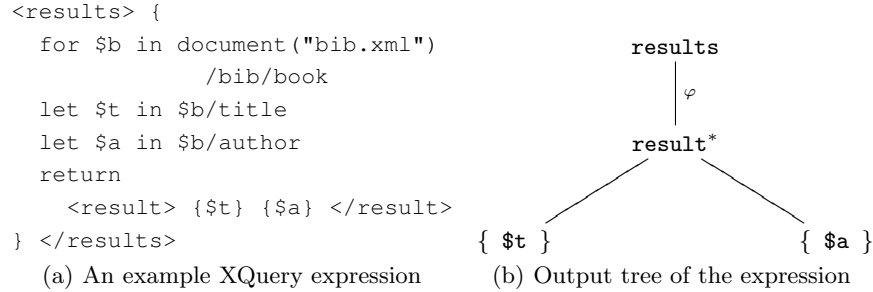 <results> {
for $b in document("bib.xml")
/bib/book
let $t in $b/title
let $a in $b/author
return
<result> {$t} {$a} </result>
} </results>
(a) An example XQuery expression
results
φ
result*
{ $t }
{ $a }
(b) Output tree of the expression